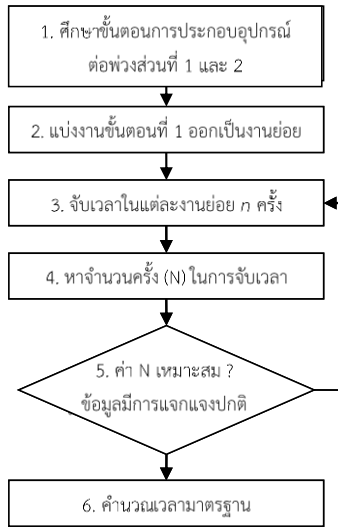 1. ศึกษาขั้นตอนการประกอบอุปกรณ์
ต่อพ่วงส่วนที่ 1 และ 2
2. แบ่งงานขั้นตอนที่ 1 ออกเป็นงานย่อย
3. จับเวลาในแต่ละงานย่อย n ครั้ง
4. หาจำนวนครั้ง (N) ในการจับเวลา
5. ค่า N เหมาะสม ?
ข้อมูลมีการแจกแจงปกติ
6. คำนวณเวลามาตรฐาน